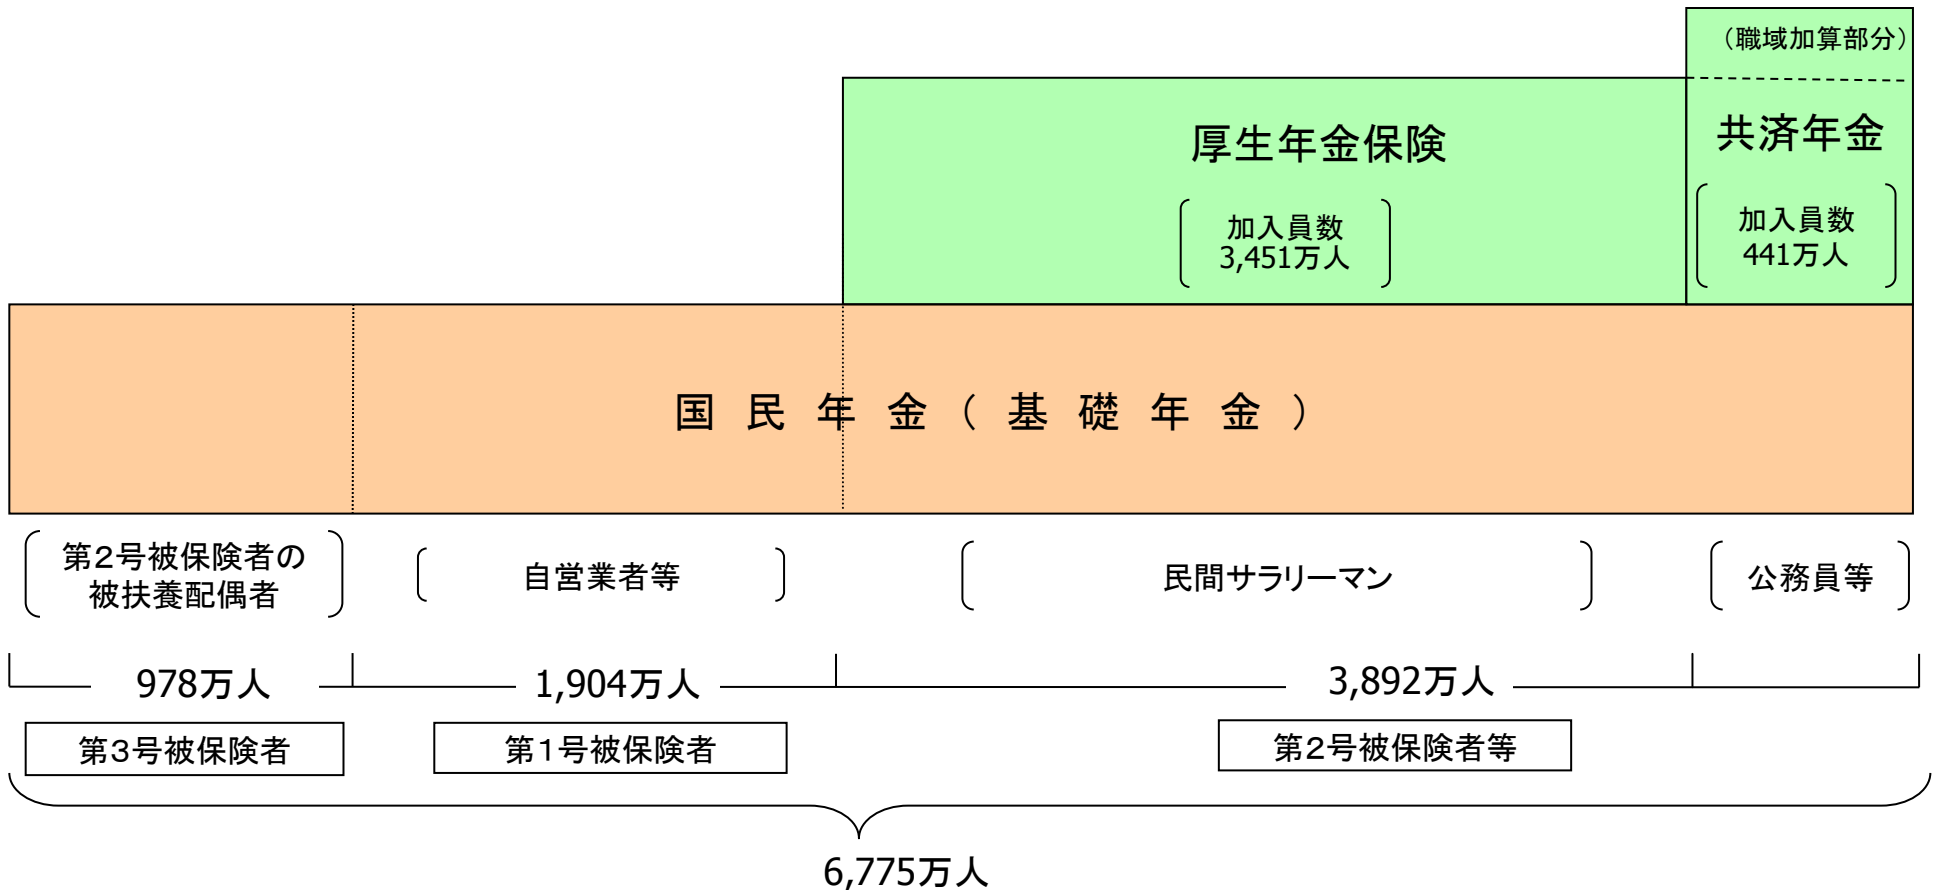 （職域加算部分）
厚生年金保険
共済年金
加入員数
3,451万人
加入員数
441万人
国民年金（基礎年金）
第２号被保険者の
被扶養配偶者
自営業者等
民間サラリーマン
公務員等
978万人
1,904万人
3,892万人
第３号被保険者
第１号被保険者
第２号被保険者等
6,775万人